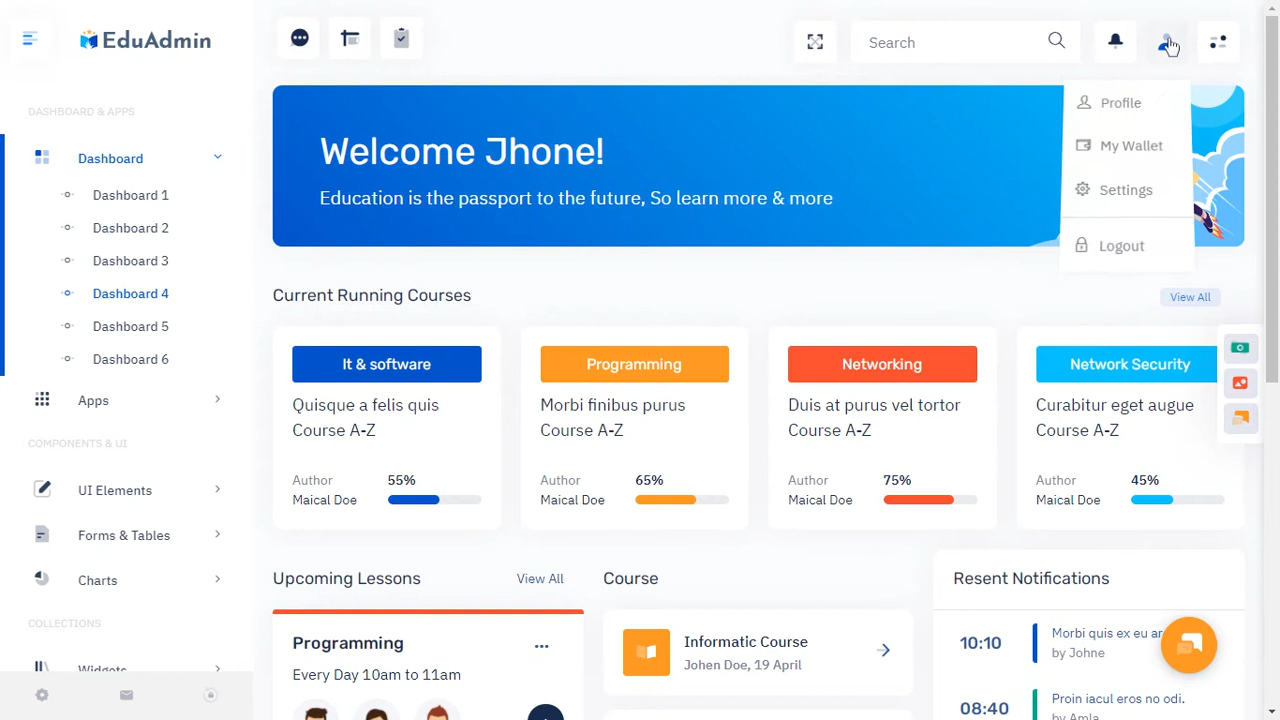 EduAdmin
Search
DASHBOARD & APPS
Dashboard
Dashboard 1
Dashboard 2
Dashboard 3
Dashboard 4
Dashboard 5
Dashboard 6
Apps
COMPONENTS & UI
UI Elements
Forms & Tables
Charts
COLLECTIONS
Widgets
Welcome Jhone!
Education is the passport to the future, So learn more & more
Profile
My Wallet
Settings
Logout
Current Running Courses
View All
It & software
Quisque a felis quis
Course A-Z
Author
55%
Maical Doe
Programming
Morbi finibus purus
Course A-Z
Author
65%
Maical Doe
Networking
Duis at purus vel tortor
Course A-Z
Author
75%
Maical Doe
Network Security
Curabitur eget augue
Course A-Z
Author
45%
Maical Doe
Upcoming Lessons
View All
Programming
Every Day 10am to 11am
Course
Informatic Course
Johen Doe, 19 April
Recent Notifications
10:10
Morbi quis ex eu
by Johne
08:40
Proin iacul eros no odi.
by Amla